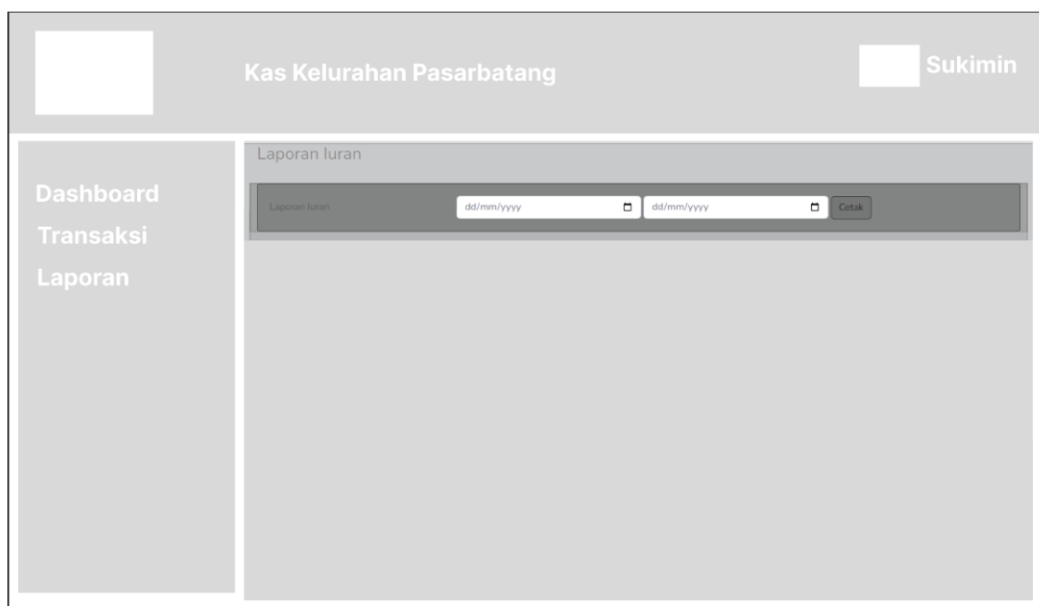 Kas Kelurahan Pasarbatang
Sukimin
Dashboard
Transaksi
Laporan
Laporan Iuran
Laporan Iuran dd/mm/yyyy dd/mm/yyyy Cetak